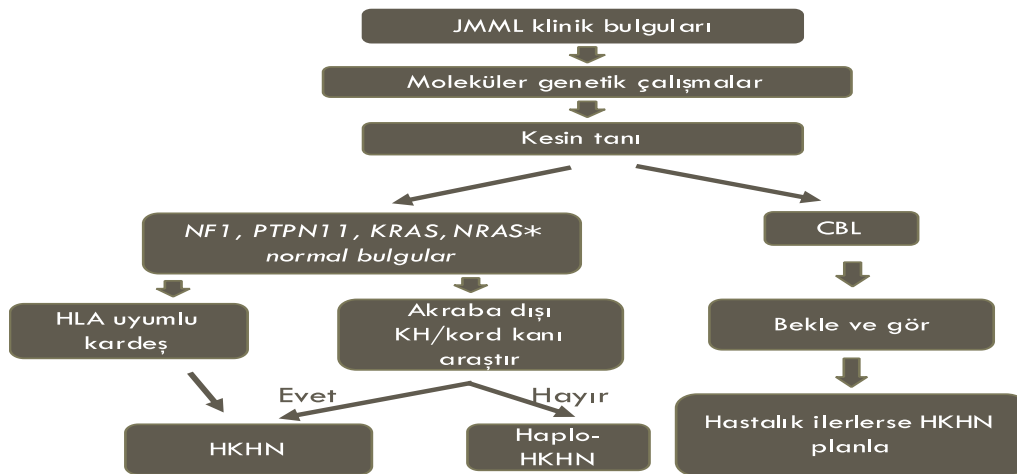 JMML klinik bulguları
Moleküler genetik çalışmalar
Kesin tanı
NF1, PTPN11, KRAS, NRAS*
normal bulgular
CBL
HLA uyumlu
kardeş
Akraba dışı
KH/kord kanı
araştır
Bekle ve gör
Evet
Hayır
HKHN
Haplo-
HKHN
Hastalık ilerlerse HKHN
planla